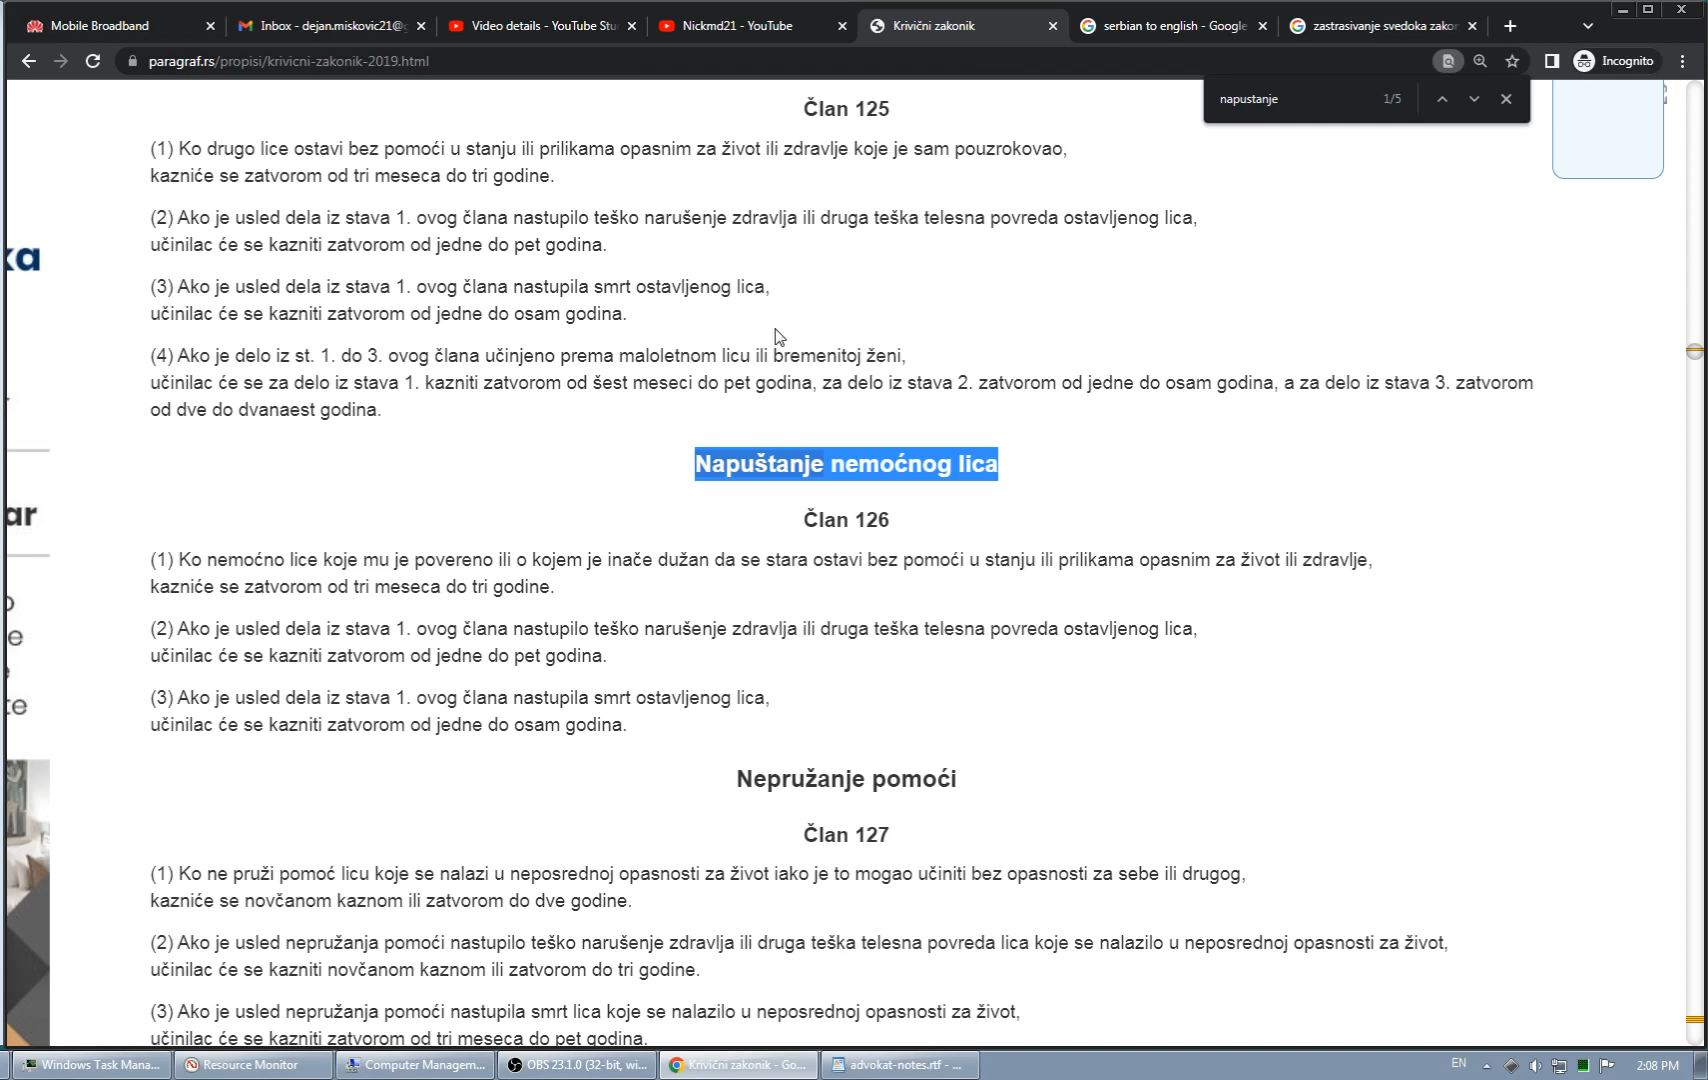 Mobile Broadband
Inbox - dejan.miskovic21@g
Video details - YouTube Stu
Nickmd21 - YouTube
Krivični zakonik
serbian to english - Google
zastrasivanje svedoka zakon
paragraf.rs/propisi/krivicni-zakonik-2019.html
Incognito
napustanje 1/5
Član 125
(1) Ko drugo lice ostavi bez pomoći u stanju ili prilikama opasnim za život ili zdravlje koje je sam pouzrokovao,
kazniće se zatvorom od tri meseca do tri godine.
(2) Ako je usled dela iz stava 1. ovog člana nastupilo teško narušenje zdravlja ili druga teška telesna povreda ostavljenog lica,
učinilac će se kazniti zatvorom od jedne do pet godina.
(3) Ako je usled dela iz stava 1. ovog člana nastupila smrt ostavljenog lica,
učinilac će se kazniti zatvorom od jedne do osam godina.
(4) Ako je delo iz st. 1. do 3. ovog člana učinjeno prema maloletnom licu ili bremenitoj ženi,
učinilac će se za delo iz stava 1. kazniti zatvorom od šest meseci do pet godina, za delo iz stava 2. zatvorom od jedne do osam godina, a za delo iz stava 3. zatvorom
od dve do dvanaest godina.
Napuštanje nemoćnog lica
Član 126
(1) Ko nemoćno lice koje mu je povereno ili o kojem je inače dužan da se stara ostavi bez pomoći u stanju ili prilikama opasnim za život ili zdravlje,
kazniće se zatvorom od tri meseca do tri godine.
(2) Ako je usled dela iz stava 1. ovog člana nastupilo teško narušenje zdravlja ili druga teška telesna povreda ostavljenog lica,
učinilac će se kazniti zatvorom od jedne do pet godina.
(3) Ako je usled dela iz stava 1. ovog člana nastupila smrt ostavljenog lica,
učinilac će se kazniti zatvorom od jedne do osam godina.
Nepružanje pomoći
Član 127
(1) Ko ne pruži pomoć licu koje se nalazi u neposrednoj opasnosti za život iako je to mogao učiniti bez opasnosti za sebe ili drugog,
kazniće se novčanom kaznom ili zatvorom do dve godine.
(2) Ako je usled nepružanja pomoći nastupilo teško narušenje zdravlja ili druga teška telesna povreda lica koje se nalazilo u neposrednoj opasnosti za život,
učinilac će se kazniti novčanom kaznom ili zatvorom do tri godine.
(3) Ako je usled nepružanja pomoći nastupila smrt lica koje se nalazilo u neposrednoj opasnosti za život,
učinilac će se kazniti zatvorom od tri meseca do pet godina.
ka
ar
e
te
Windows Task Mana...
Resource Monitor
Computer Managem...
OBS 23.1.0 (32-bit, wi...
Krivični zakonik - Go...
advokat-notes.rtf - ...
EN
2:08 PM